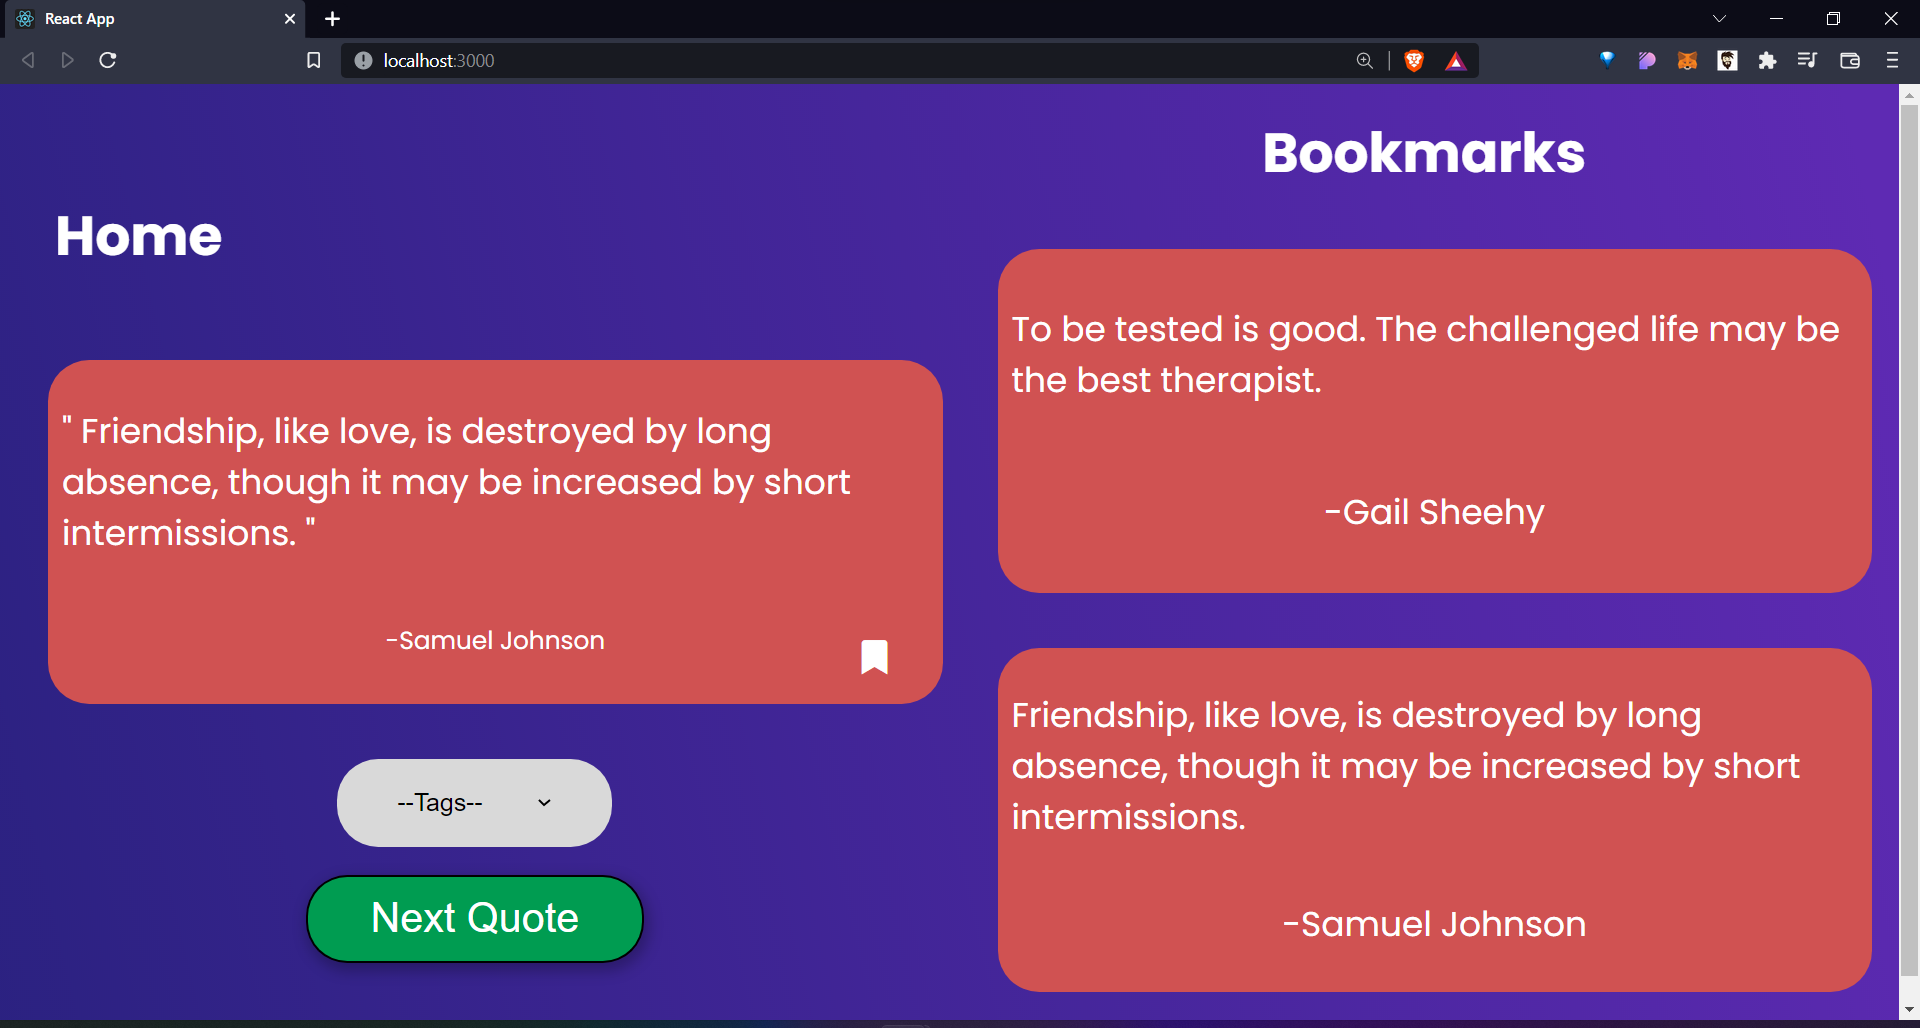 React App
localhost:3000
Home
" Friendship, like love, is destroyed by long
absence, though it may be increased by short
intermissions. "
-Samuel Johnson
--Tags--
Next Quote
Bookmarks
To be tested is good. The challenged life may be
the best therapist.
-Gail Sheehy
Friendship, like love, is destroyed by long
absence, though it may be increased by short
intermissions.
-Samuel Johnson